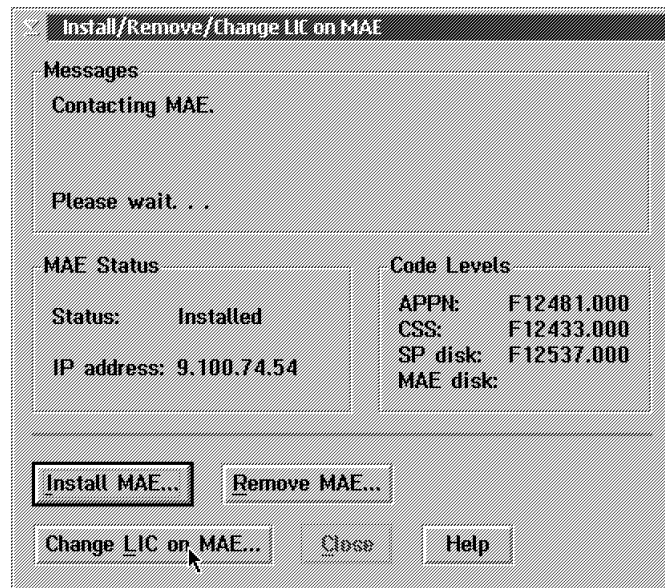 Install/Remove/Change LIC on MAE
Messages
Contacting MAE.
Please wait. . .
MAE Status
Status: Installed
IP address: 9.100.74.54
Code Levels
APPN: F12481.000
CSS: F12433.000
SP disk: F12537.000
MAE disk:
Install MAE...
Remove MAE...
Change LIC on MAE...
Close
Help